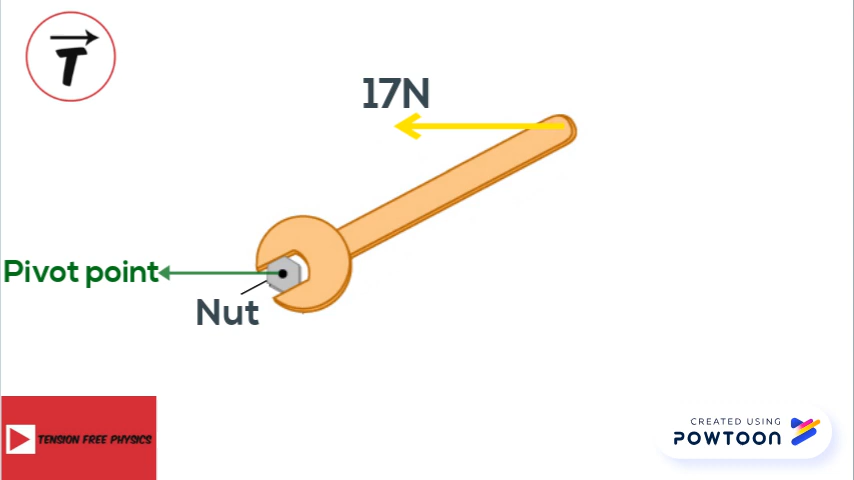 T
17N
Pivot point
Nut
TENSION FREE PHYSICS
CREATED USING
POWTOON